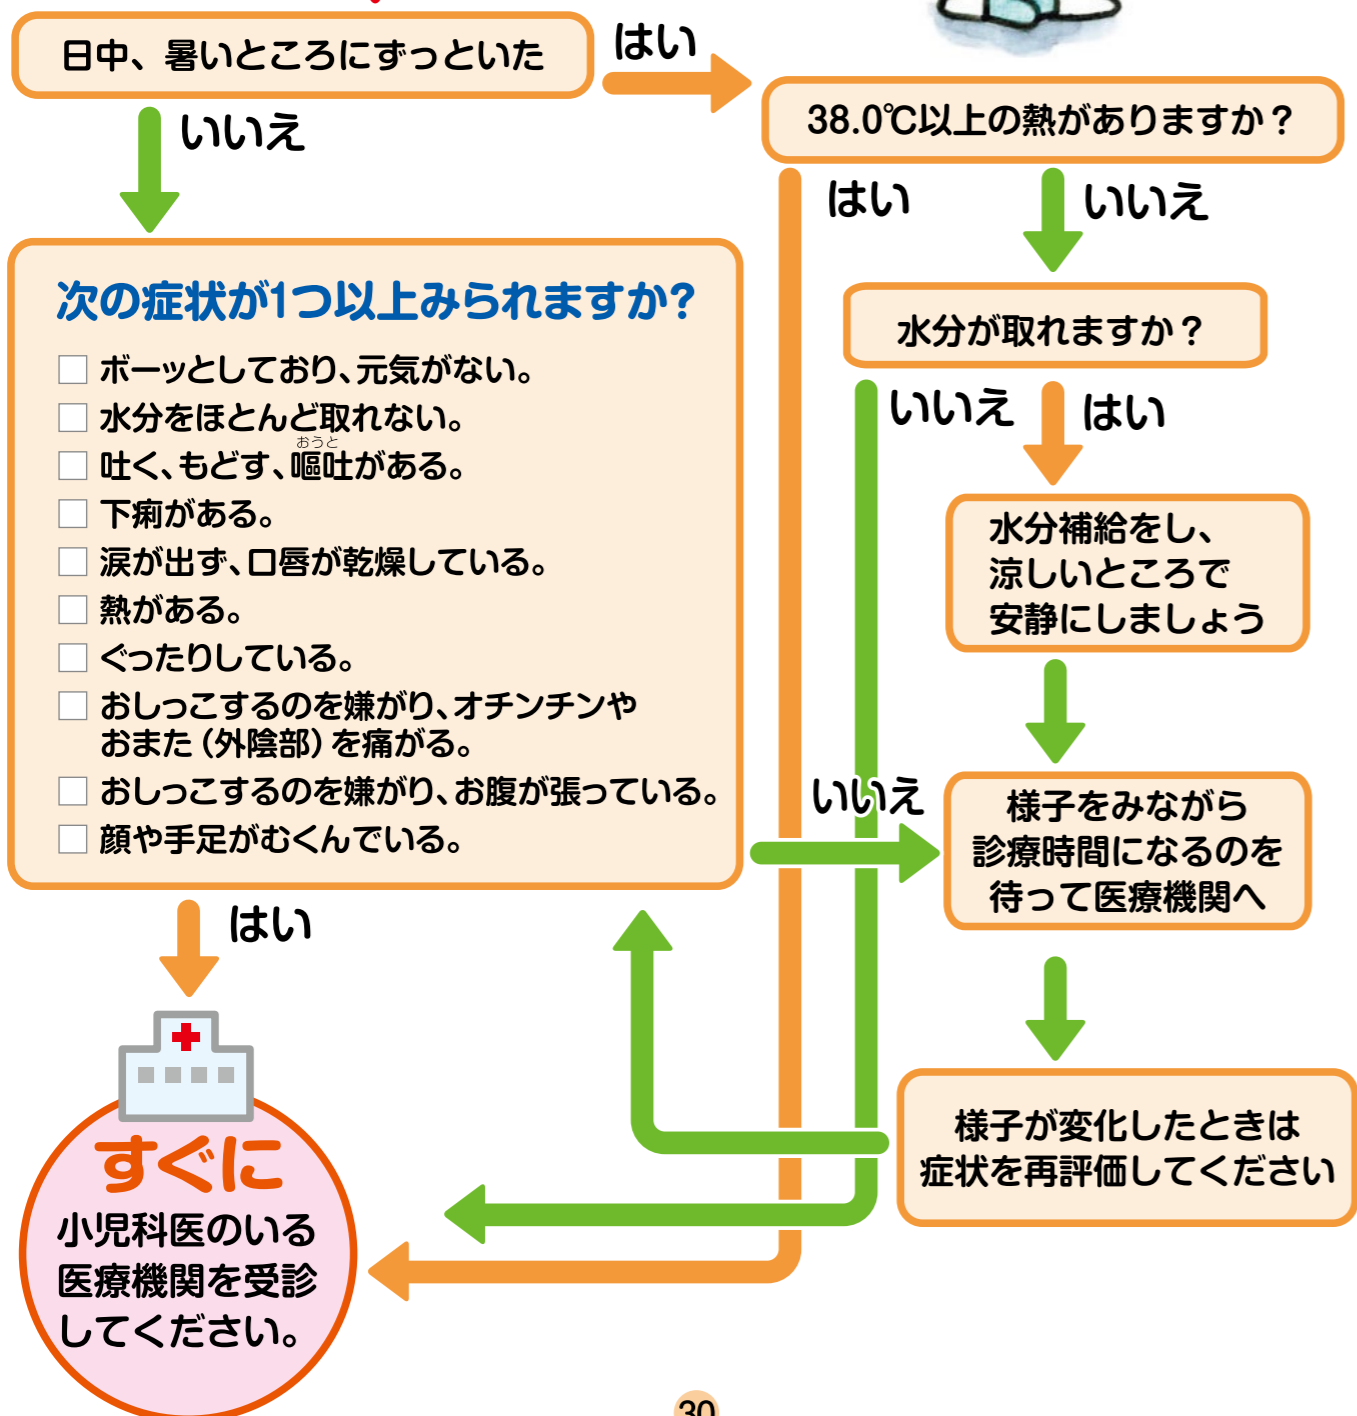 日中、暑いところにずっといた
はい
いいえ
38.0℃以上の熱がありますか？
はい
いいえ
次の症状が1つ以上みられますか?
ボーッとしており、元気がない。
水分をほとんど取れない。
おうと
吐く、もどす、嘔吐がある。
下痢がある。
涙が出ず、口唇が乾燥している。
熱がある。
ぐったりしている。
おしっこするのを嫌がり、オチンチンや
おまた（外陰部）を痛がる。
おしっこするのを嫌がり、お腹が張っている。
顔や手足がむくんでいる。
水分が取れますか？
いいえ
はい
水分補給をし、
涼しいところで
安静にしましょう
いいえ
様子をみながら
診療時間になるのを
待って医療機関へ
はい
様子が変化したときは
症状を再評価してください
すぐに
小児科医のいる
医療機関を受診
してください。
30